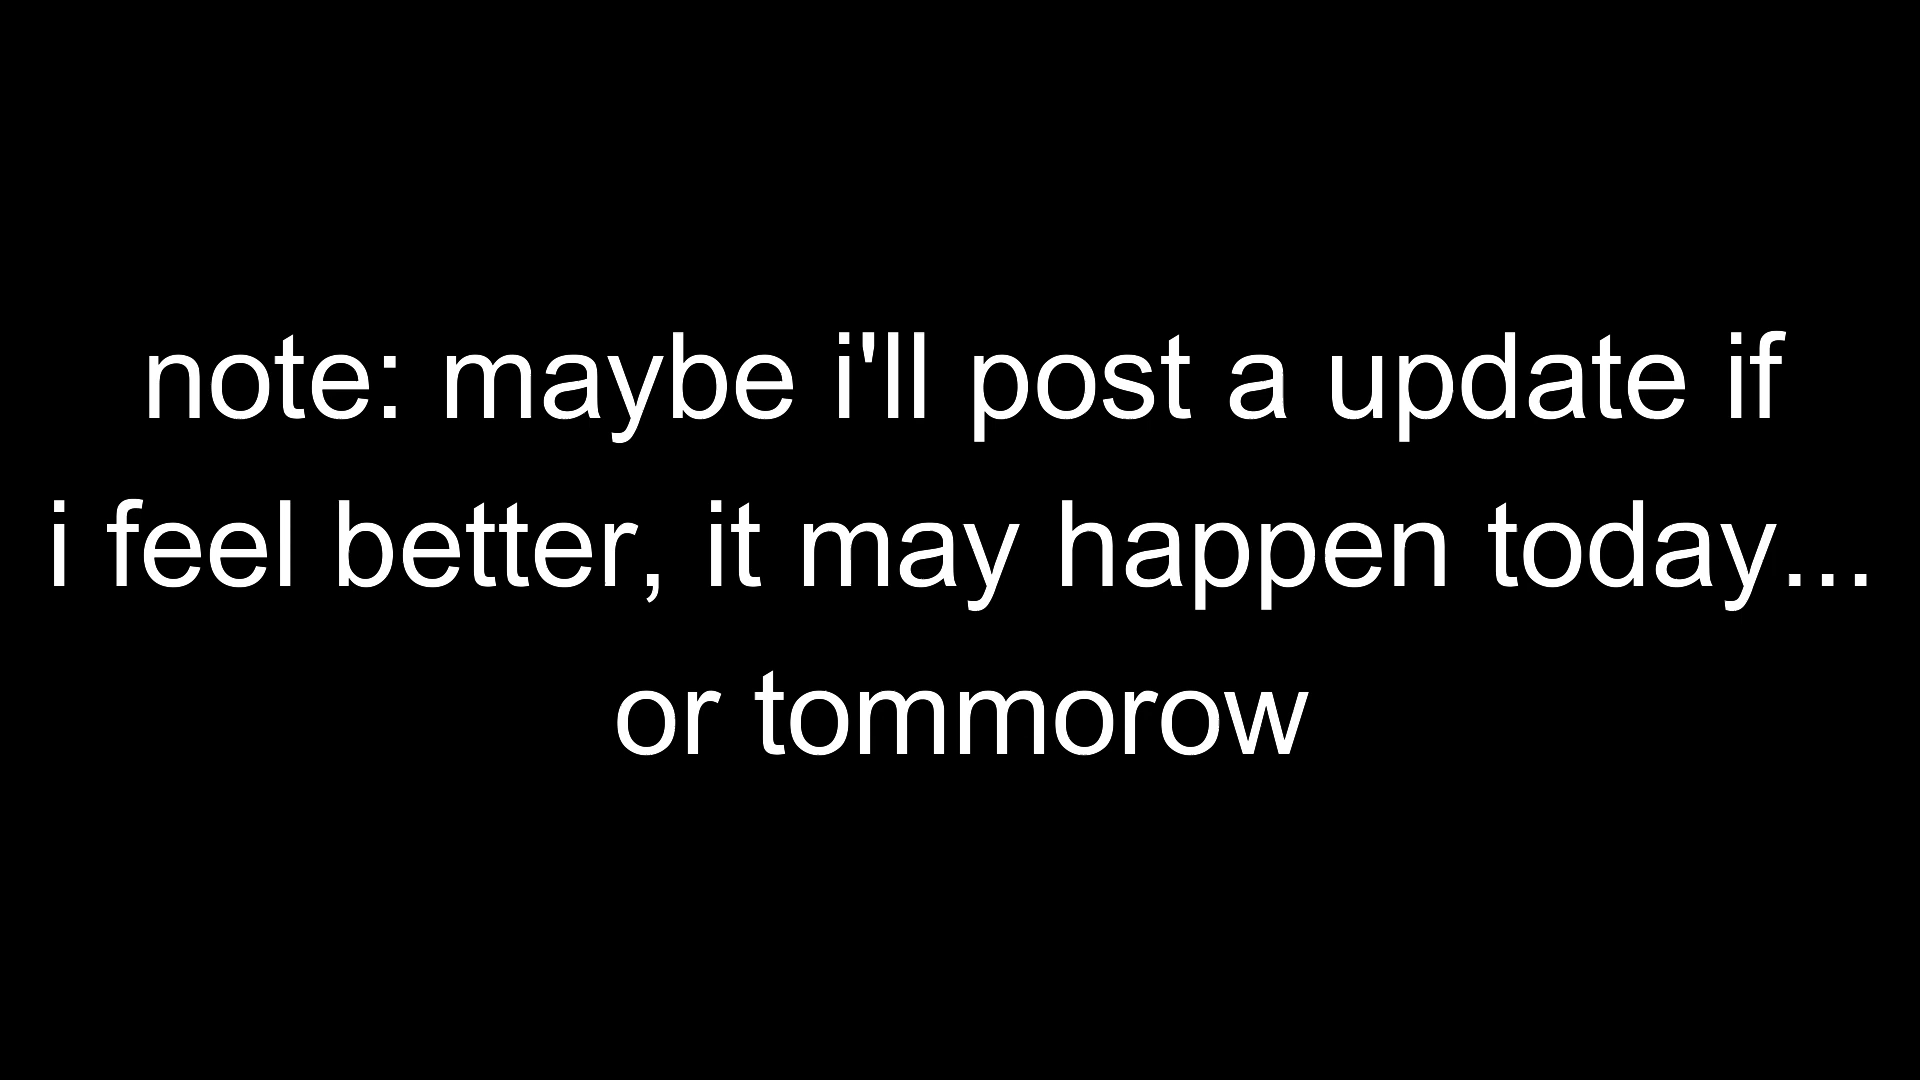 note: maybe i'll post a update if
i feel better, it may happen today...
or tommorow